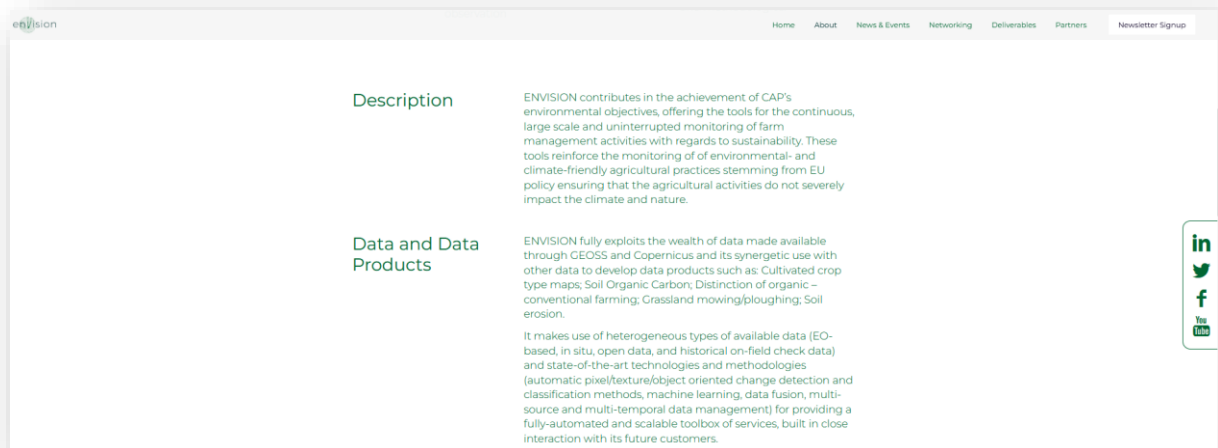 envision
Home About News & Events Networking Deliverables Partners Newsletter Signup
Description
ENVISION contributes in the achievement of CAP's
environmental objectives, offering the tools for the continuous,
large scale and uninterrupted monitoring of farm
management activities with regards to sustainability. These
tools reinforce the monitoring of of environmental- and
climate-friendly agricultural practices stemming from EU
policy ensuring that the agricultural activities do not severely
impact the climate and nature.
Data and Data
Products
ENVISION fully exploits the wealth of data made available
through GEOSS and Copernicus and its synergetic use with
other data to develop data products such as: Cultivated crop
type maps; Soil Organic Carbon; Distinction of organic –
conventional farming; Grassland mowing/ploughing; Soil
erosion.
It makes use of heterogeneous types of available data (EO-
based, in situ, open data, and historical on-field check data)
and state-of-the-art technologies and methodologies
(automatic pixel/texture/object oriented change detection and
classification methods, machine learning, data fusion, multi-
source and multi-temporal data management) for providing a
fully-automated and scalable toolbox of services, built in close
interaction with its future customers.
in
f
You
Tube